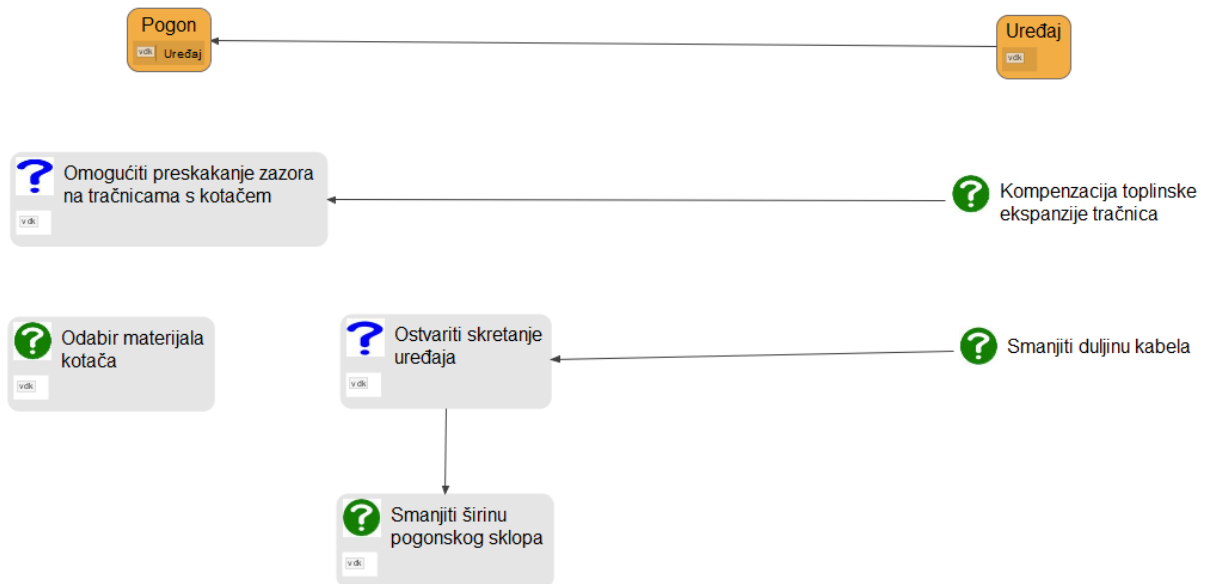 Pogon
vdk Uređaj
Uređaj
vdk
Omogućiti preskakanje zazora
na tračnicama s kotačem
vdk
Kompenzacija toplinske
ekspanzije tračnica
Odabir materijala
kotača
vdk
Ostvariti skretanje
uređaja
vdk
Smanjiti duljinu kabela
Smanjiti širinu
pogonskog sklopa
vdk